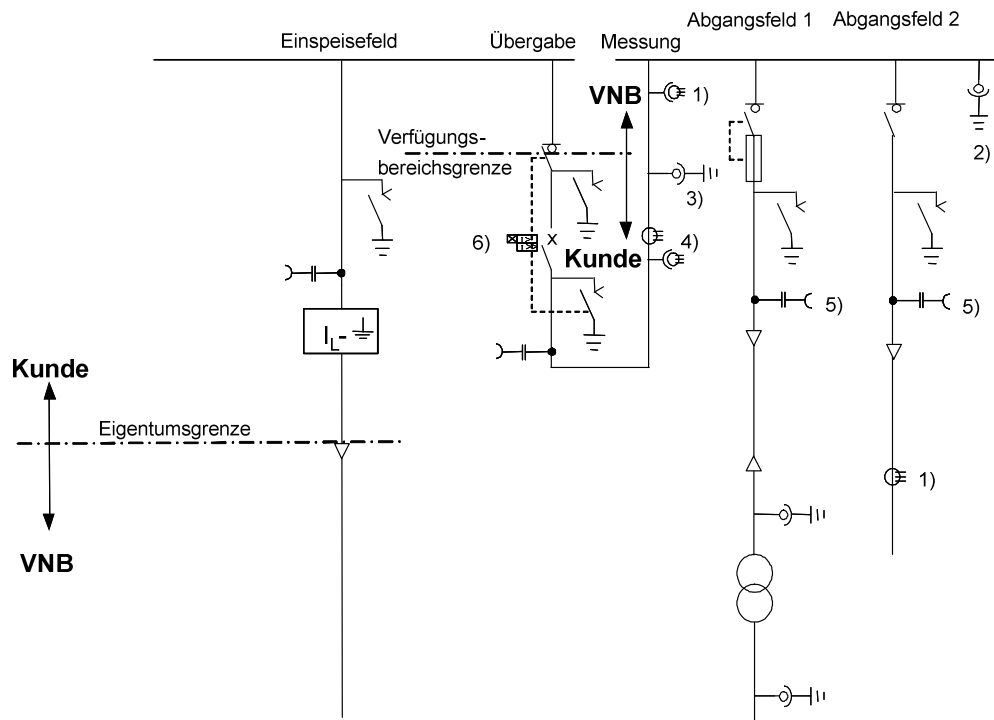 Einspeisefeld
Übergabe
Messung
Abgangsfeld 1
Abgangsfeld 2
VNB
1)
Verfügungs-
bereichsgrenze
2)
3)
6)
4)
Kunde
5)
5)
I_L-
Kunde
Eigentumsgrenze
1)
VNB